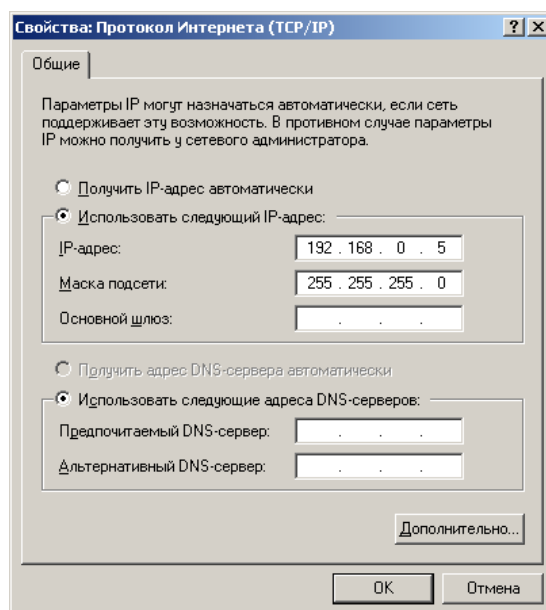 Свойства: Протокол Интернета (TCP/IP)
Общие
Параметры IP могут назначаться автоматически, если сеть
поддерживает эту возможность. В противном случае параметры
IP можно получить у сетевого администратора.
Получить IP-адрес автоматически
Использовать следующий IP-адрес:
IP-адрес: 192 . 168 . 0 . 5
Маска подсети: 255 . 255 . 255 . 0
Основной шлюз: . . .
Получить адрес DNS-сервера автоматически
Использовать следующие адреса DNS-серверов:
Предпочитаемый DNS-сервер: . . .
Альтернативный DNS-сервер: . . .
Дополнительно...
OK Отмена